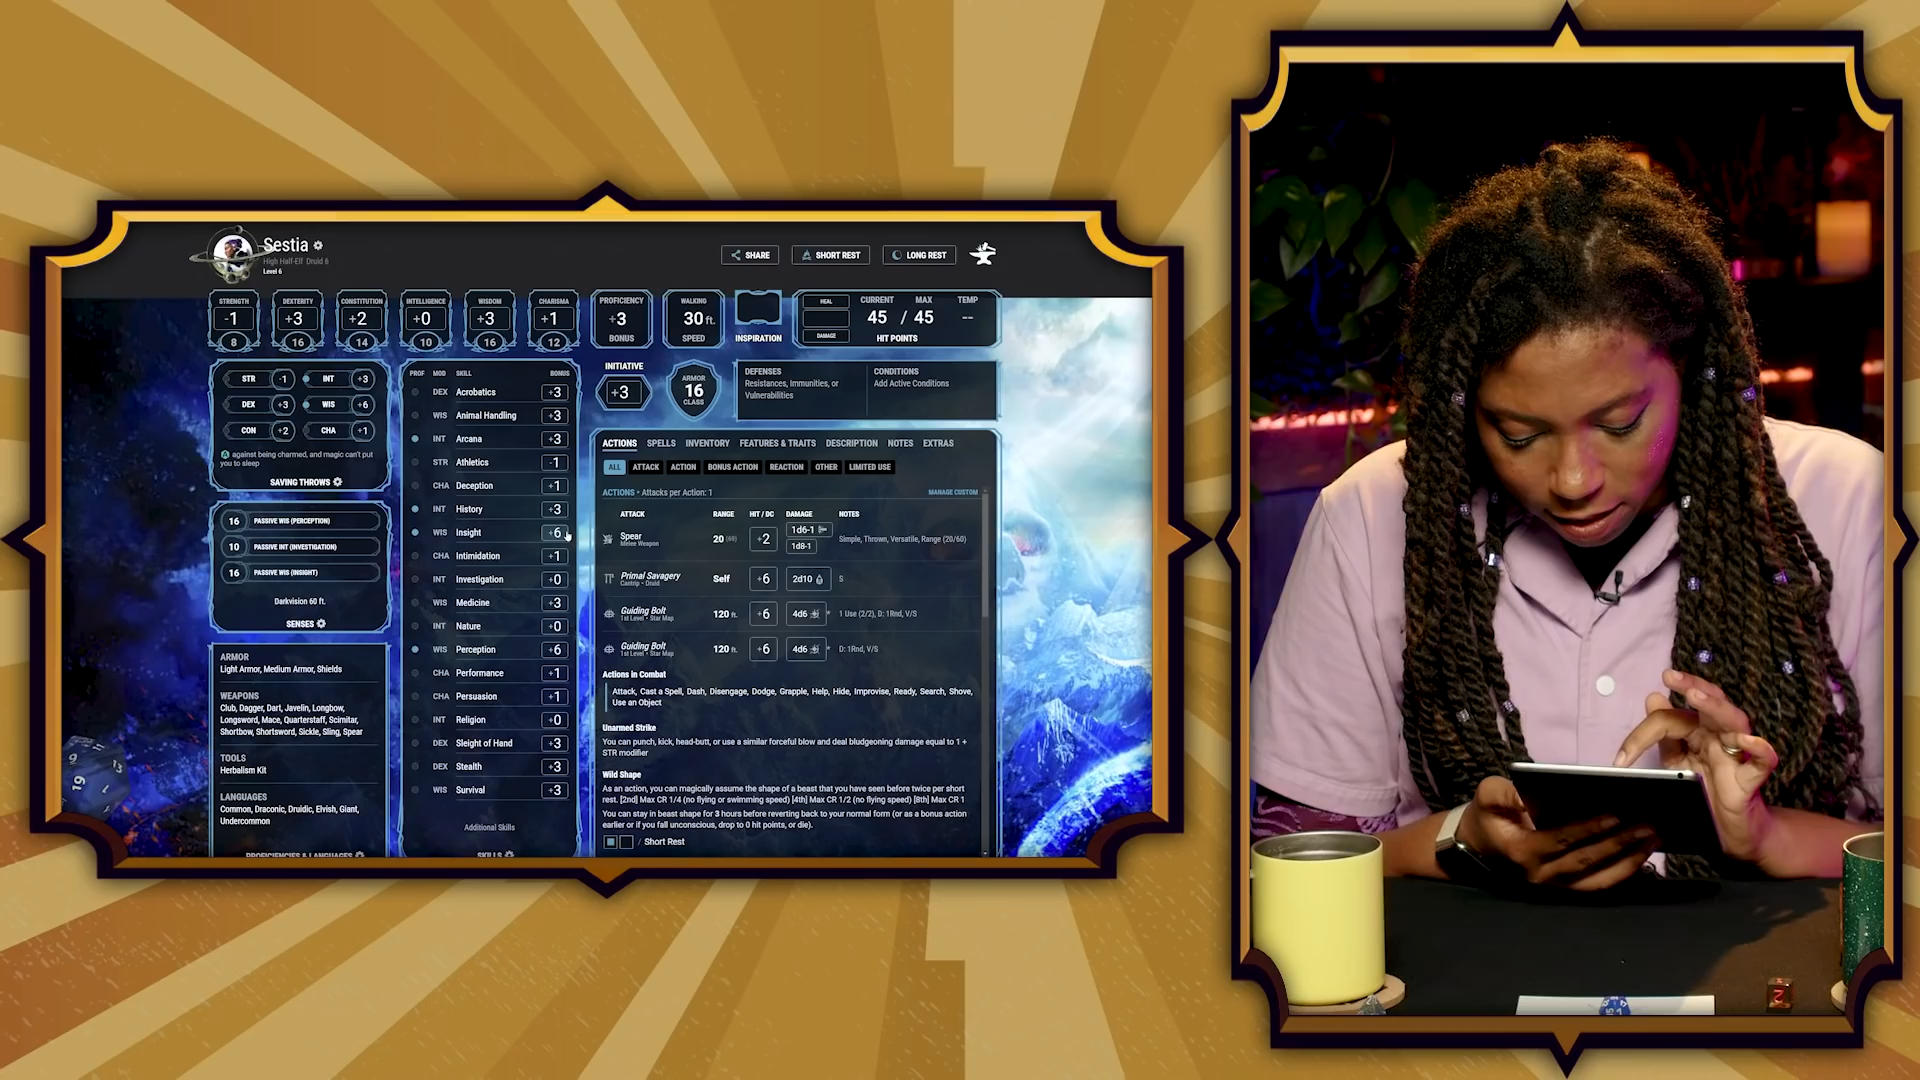 Sestia
High Half-Elf Druid 6
Level 6
SHARE
SHORT REST
LONG REST
STRENGTH
-1
8
DEXTERITY
+3
16
CONSTITUTION
+2
14
INTELLIGENCE
+0
10
WISDOM
+3
16
CHARISMA
+1
12
PROFICIENCY
+3
BONUS
WALKING
30 ft.
SPEED
INSPIRATION
HEAL
DAMAGE
CURRENT MAX TEMP
45 / 45 --
HIT POINTS
STR -1 INT +3
DEX +3 WIS +6
CON +2 CHA +1
against being charmed, and magic can't put
you to sleep
SAVING THROWS
16 PASSIVE WIS (PERCEPTION)
10 PASSIVE INT (INVESTIGATION)
16 PASSIVE WIS (INSIGHT)
Darkvision 60 ft.
SENSES
ARMOR
Light Armor, Medium Armor, Shields
WEAPONS
Club, Dagger, Dart, Javelin, Longbow,
Longsword, Mace, Quarterstaff, Scimitar,
Shortbow, Shortsword, Sickle, Sling, Spear
TOOLS
Herbalism Kit
LANGUAGES
Common, Draconic, Druidic, Elvish, Giant,
Undercommon
PROFICIENCIES & LANGUAGES
PROF MOD SKILL BONUS
DEX Acrobatics +3
WIS Animal Handling +3
INT Arcana +3
STR Athletics -1
CHA Deception +1
INT History +3
WIS Insight +6
CHA Intimidation +1
INT Investigation +0
WIS Medicine +3
INT Nature +0
WIS Perception +6
CHA Performance +1
CHA Persuasion +1
INT Religion +0
DEX Sleight of Hand +3
DEX Stealth +3
WIS Survival +3
Additional Skills
SKILLS
INITIATIVE
+3
ARMOR
16
CLASS
DEFENSES
Resistances, Immunities, or
Vulnerabilities
CONDITIONS
Add Active Conditions
ACTIONS SPELLS INVENTORY FEATURES & TRAITS DESCRIPTION NOTES EXTRAS
ALL ATTACK ACTION BONUS ACTION REACTION OTHER LIMITED USE
ACTIONS • Attacks per Action: 1 MANAGE CUSTOM
ATTACK RANGE HIT / DC DAMAGE NOTES
Spear 20 (60) +2 1d6-1 Simple, Thrown, Versatile, Range (20/60)
Melee Weapon 1d8-1
Primal Savagery Self +6 2d10 S
Cantrip • Druid
Guiding Bolt 120 ft. +6 4d6 * 1 Use (2/2), D: 1Rnd, V/S
1st Level • Star Map
Guiding Bolt 120 ft. +6 4d6 * D: 1Rnd, V/S
1st Level • Star Map
Actions in Combat
Attack, Cast a Spell, Dash, Disengage, Dodge, Grapple, Help, Hide, Improvise, Ready, Search, Shove,
Use an Object
Unarmed Strike
You can punch, kick, head-butt, or use a similar forceful blow and deal bludgeoning damage equal to 1 +
STR modifier
Wild Shape
As an action, you can magically assume the shape of a beast that you have seen before twice per short
rest. [2nd] Max CR 1/4 (no flying or swimming speed) [4th] Max CR 1/2 (no flying speed) [8th] Max CR 1
You can stay in beast shape for 3 hours before reverting back to your normal form (or as a bonus action
earlier or if you fall unconscious, drop to 0 hit points, or die).
/ Short Rest
19
13
2